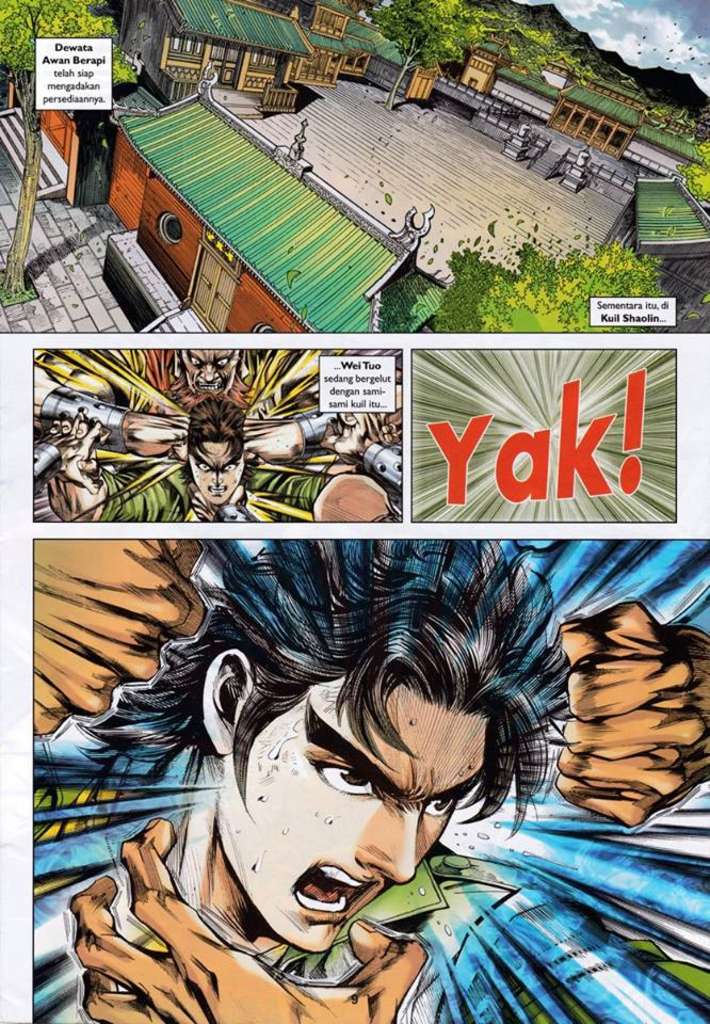 Dewata
Awan Berapi
telah siap
mengadakan
persediaannya.
Sementara itu, di
Kuil Shaolin...
...Wei Tuo
sedang bergelut
dengan sami-
sami kuil itu...
Yak!
9